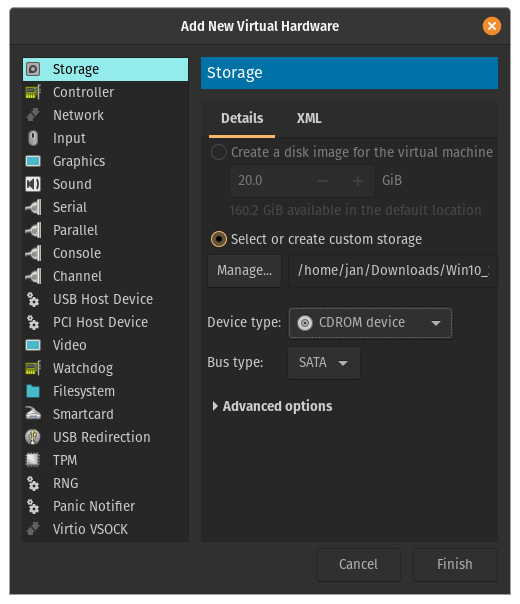 Add New Virtual Hardware
Storage
Controller
Network
Input
Graphics
Sound
Serial
Parallel
Console
Channel
USB Host Device
PCI Host Device
Video
Watchdog
Filesystem
Smartcard
USB Redirection
TPM
RNG
Panic Notifier
Virtio VSOCK
Storage
Details XML
Create a disk image for the virtual machine
20.0 − + GiB
160.2 GiB available in the default location
Select or create custom storage
Manage... /home/jan/Downloads/Win10_
Device type: CDROM device
Bus type: SATA
Advanced options
Cancel Finish